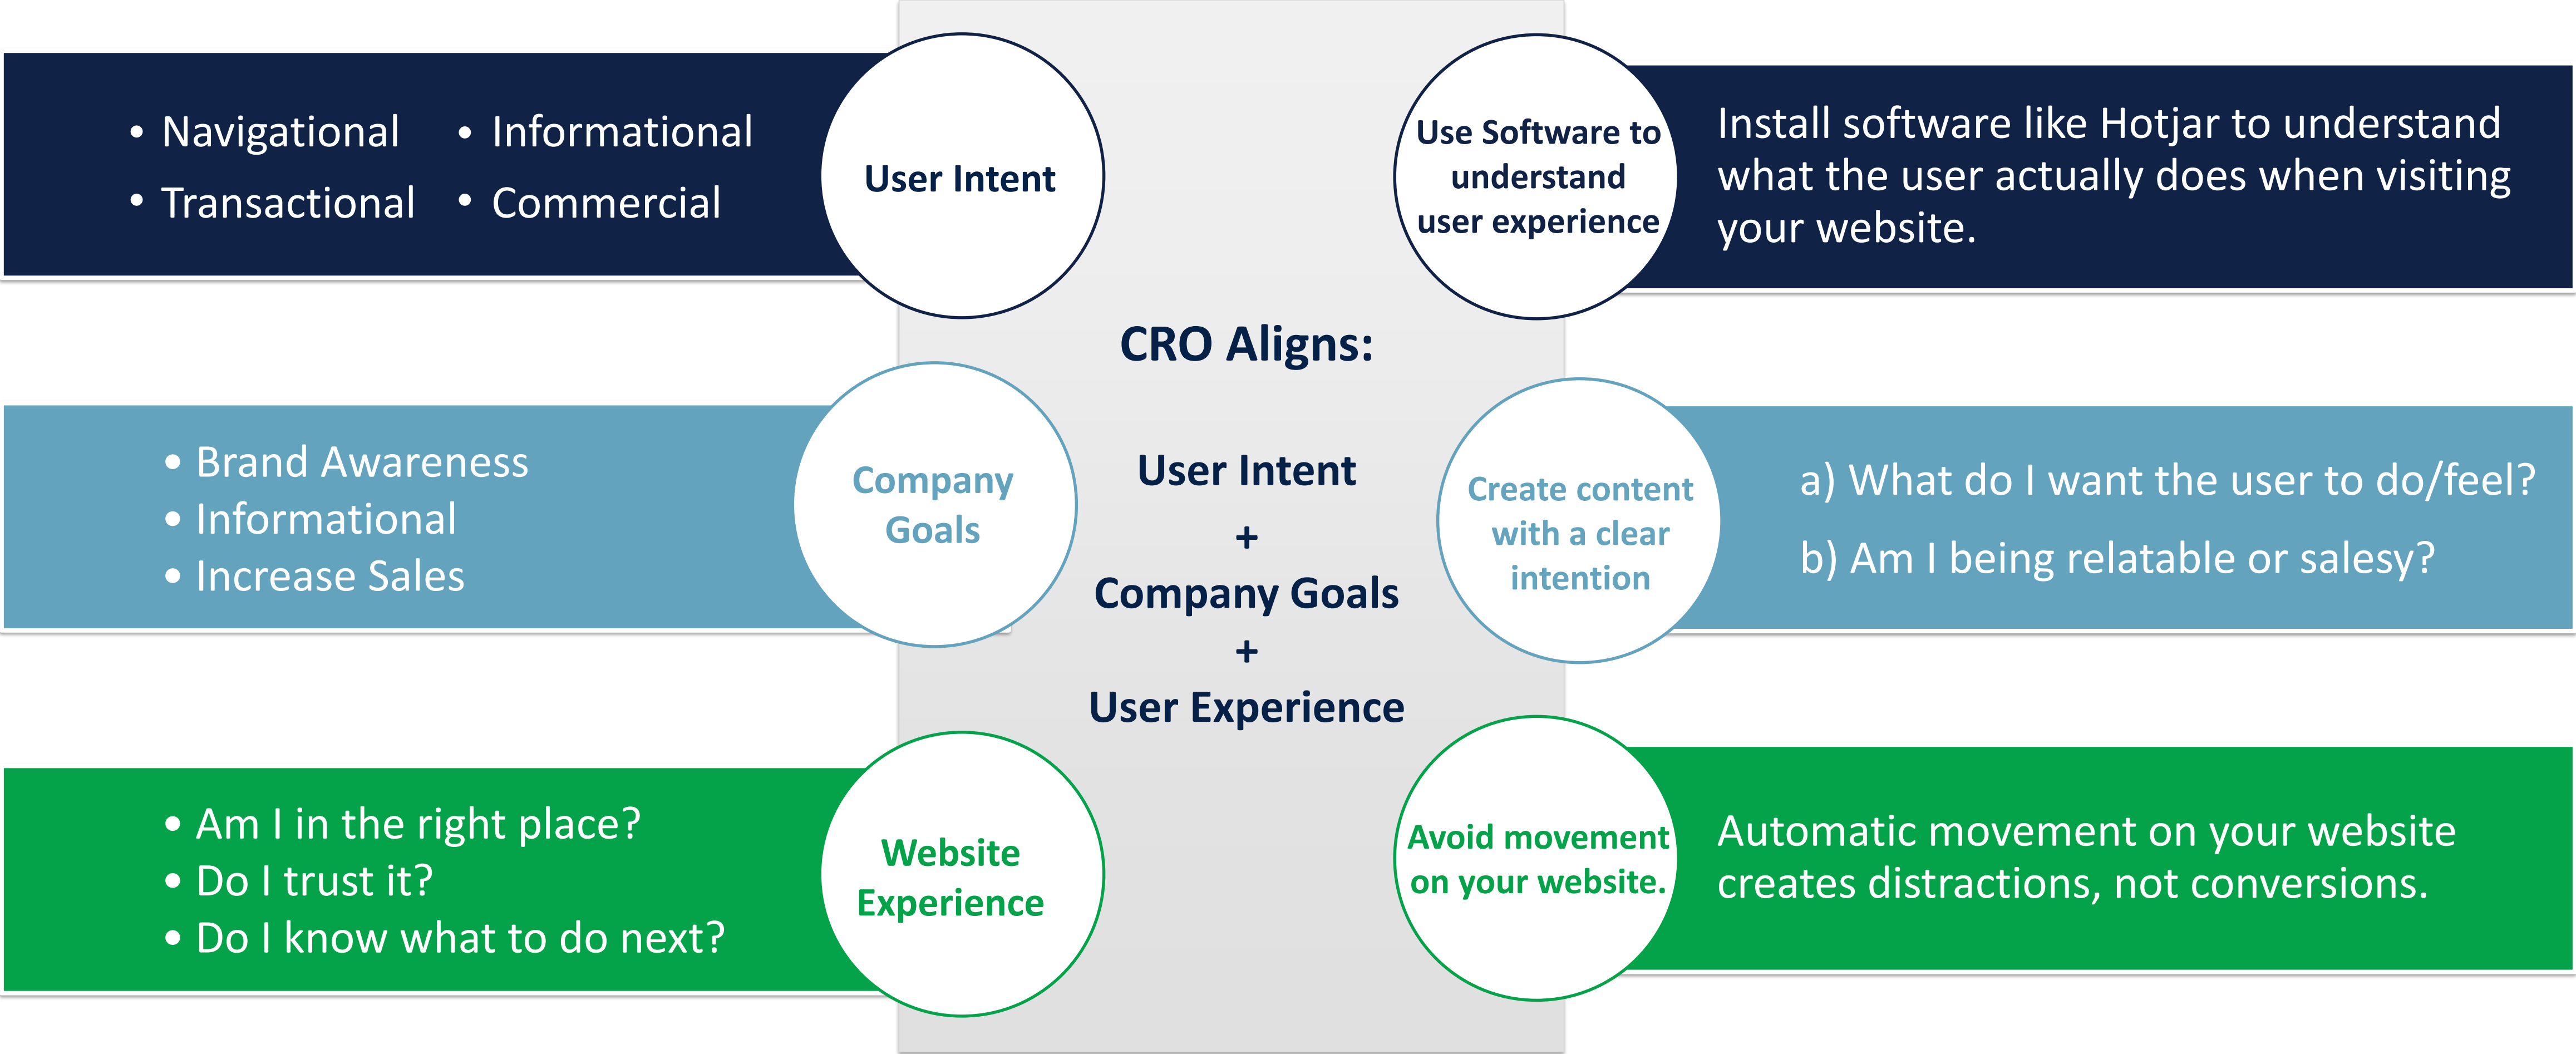 • Navigational
• Informational
• Transactional
• Commercial
User Intent
• Brand Awareness
• Informational
• Increase Sales
Company
Goals
• Am I in the right place?
• Do I trust it?
• Do I know what to do next?
Website
Experience
CRO Aligns:
User Intent
+
Company Goals
+
User Experience
Use Software to
understand
user experience
Install software like Hotjar to understand
what the user actually does when visiting
your website.
Create content
with a clear
intention
a) What do I want the user to do/feel?
b) Am I being relatable or salesy?
Avoid movement
on your website.
Automatic movement on your website
creates distractions, not conversions.